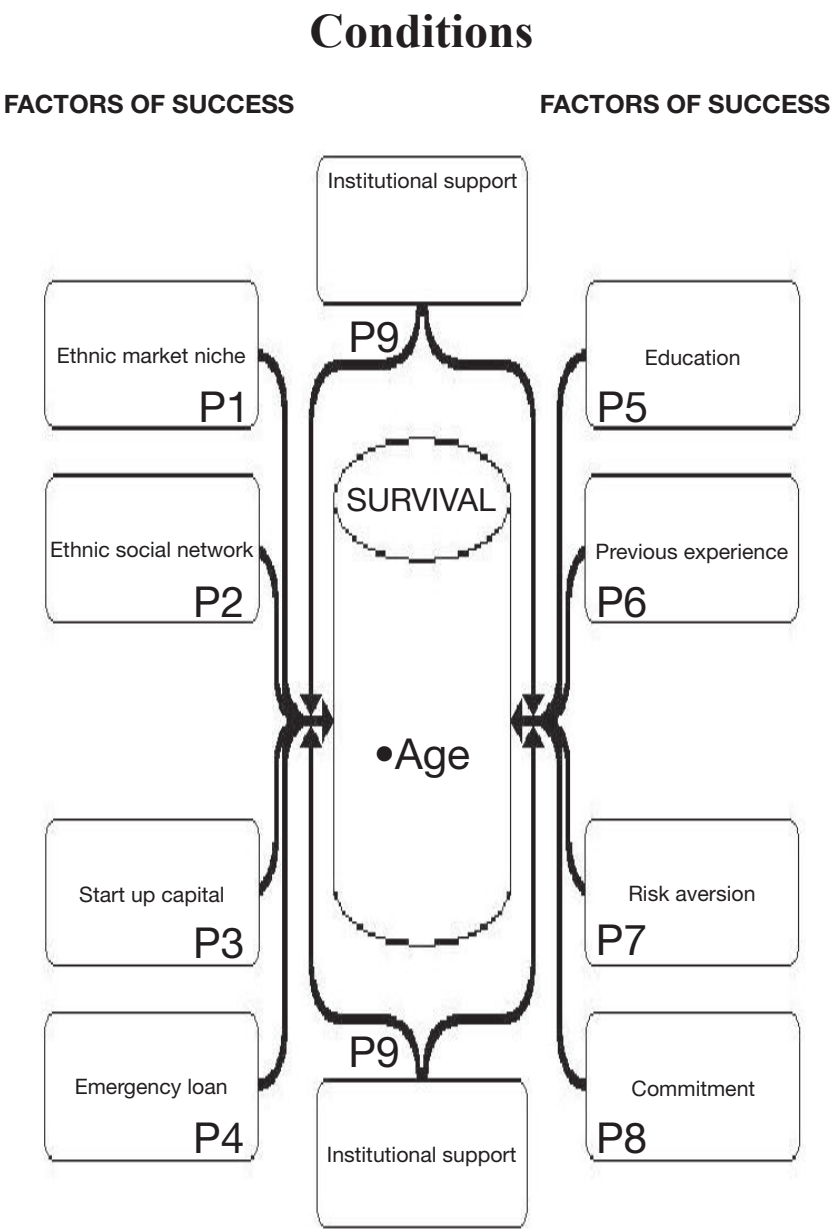 Conditions
FACTORS OF SUCCESS
FACTORS OF SUCCESS
Institutional support
P9
Ethnic market niche
P1
Education
P5
SURVIVAL
Ethnic social network
P2
Previous experience
P6
•Age
Start up capital
P3
Risk aversion
P7
P9
Emergency loan
P4
Commitment
P8
Institutional support